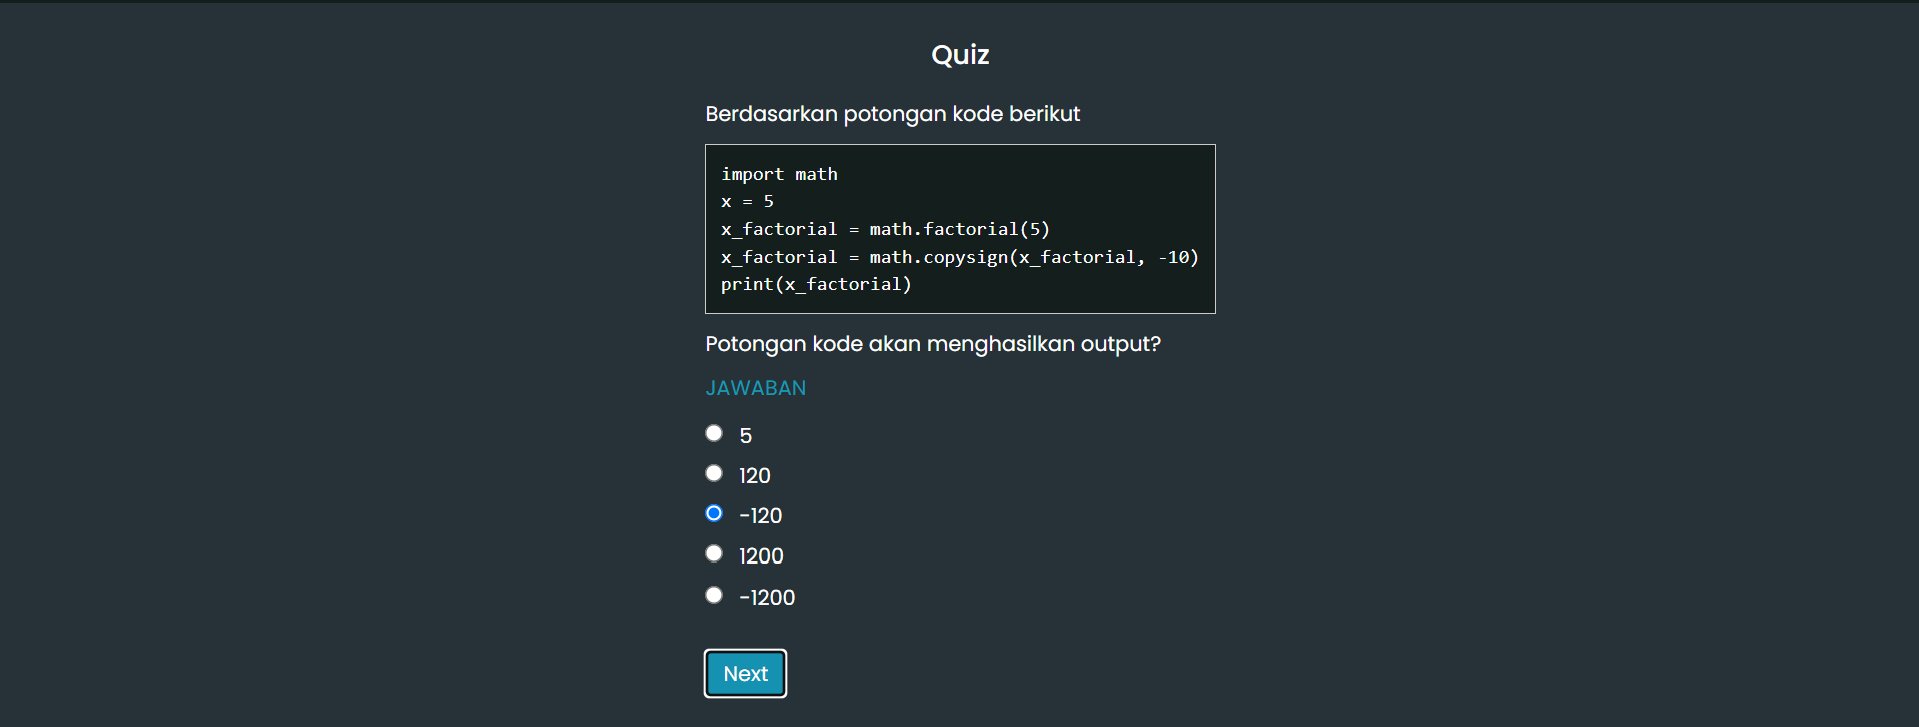 Quiz
Berdasarkan potongan kode berikut
import math
x = 5
x_factorial = math.factorial(5)
x_factorial = math.copysign(x_factorial, -10)
print(x_factorial)
Potongan kode akan menghasilkan output?
JAWABAN
5
120
-120
1200
-1200
Next